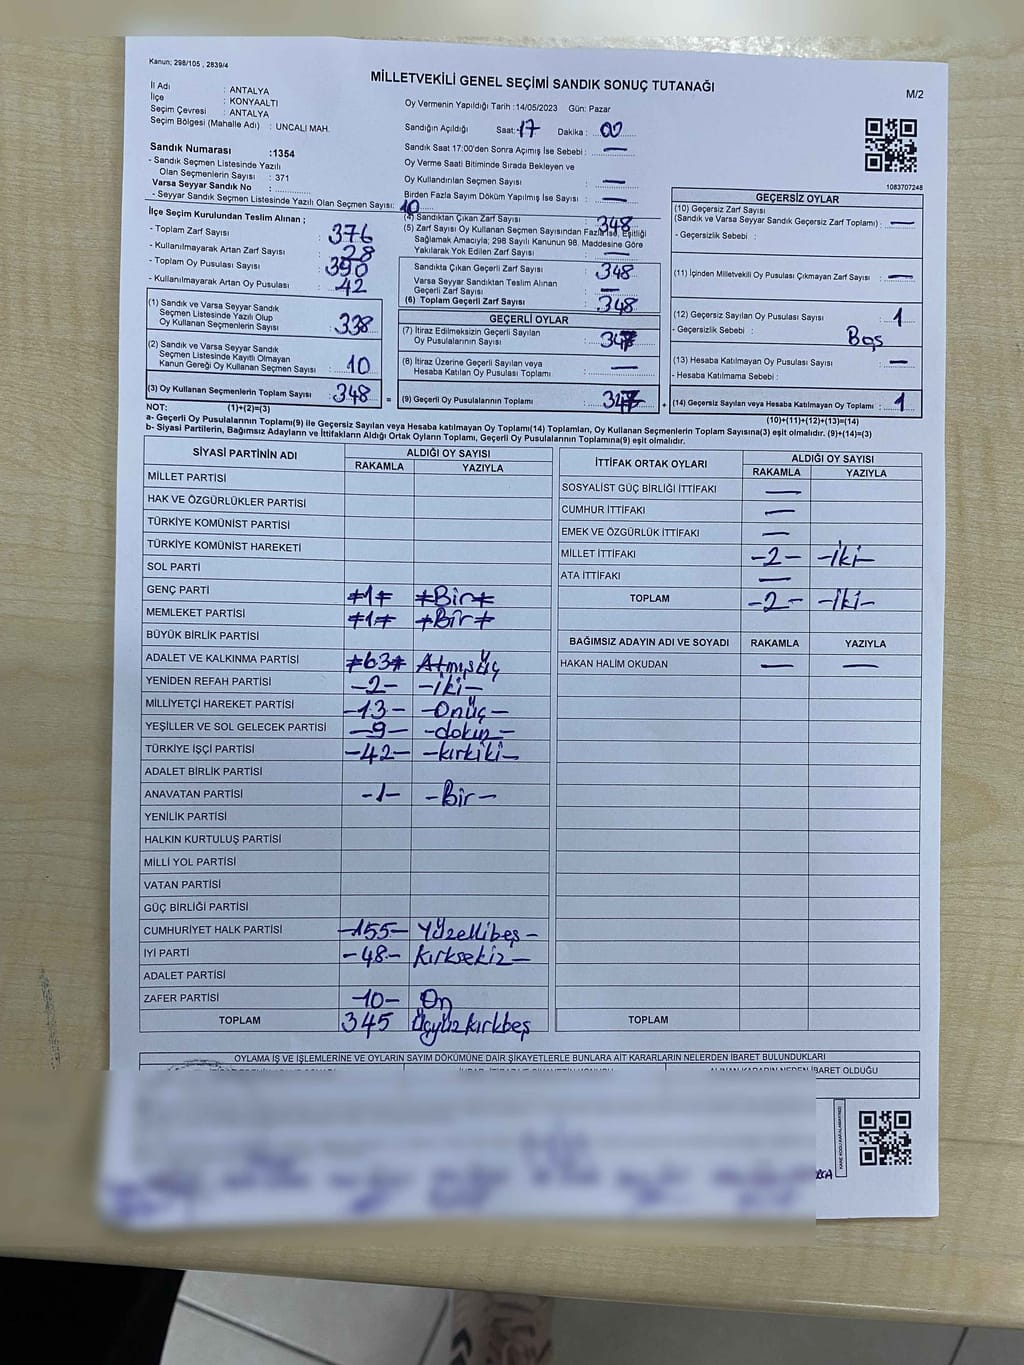 Kanun; 298/105 , 2839/4
MİLLETVEKİLİ GENEL SEÇİMİ SANDIK SONUÇ TUTANAĞI
M/2
İl Adı : ANTALYA
İlçe : KONYAALTI
Seçim Çevresi : ANTALYA
Seçim Bölgesi (Mahalle Adı) : UNCALI MAH.
Sandık Numarası :1354
- Sandık Seçmen Listesinde Yazılı
Olan Seçmenlerin Sayısı : 371
Varsa Seyyar Sandık No :
- Seyyar Sandık Seçmen Listesinde Yazılı Olan Seçmen Sayısı: 10
Oy Vermenin Yapıldığı Tarih :14/05/2023 Gün: Pazar
Sandığın Açıldığı Saat: 17 Dakika : 00
Sandık Saat 17:00'den Sonra Açımış İse Sebebi : —
Oy Verme Saati Bitiminde Sırada Bekleyen ve
Oy Kullandırılan Seçmen Sayısı —
Birden Fazla Sayım Döküm Yapılmış İse Sayısı : —
1083707248
İlçe Seçim Kurulundan Teslim Alınan ;
- Toplam Zarf Sayısı : 376
- Kullanılmayarak Artan Zarf Sayısı : 28
- Toplam Oy Pusulası Sayısı : 390
- Kullanılmayarak Artan Oy Pusulası : 42
(1) Sandık ve Varsa Seyyar Sandık
Seçmen Listesinde Yazılı Olup
Oy Kullanan Seçmenlerin Sayısı : 338
(2) Sandık ve Varsa Seyyar Sandık
Seçmen Listesinde Kayıtlı Olmayan
Kanun Gereği Oy Kullanan Seçmen Sayısı : 10
(3) Oy Kullanan Seçmenlerin Toplam Sayısı : 348 =
(4) Sandıktan Çıkan Zarf Sayısı 348
(5) Zarf Sayısı Oy Kullanan Seçmen Sayısından Fazla İse, Eşitliği
Sağlamak Amacıyla; 298 Sayılı Kanunun 98. Maddesine Göre
Yakılarak Yok Edilen Zarf Sayısı : —
Sandıkta Çıkan Geçerli Zarf Sayısı : 348
Varsa Seyyar Sandıktan Teslim Alınan
Geçerli Zarf Sayısı : —
(6) Toplam Geçerli Zarf Sayısı : 348
GEÇERLİ OYLAR
(7) İtiraz Edilmeksizin Geçerli Sayılan
Oy Pusulalarının Sayısı : 347
(8) İtiraz Üzerine Geçerli Sayılan veya
Hesaba Katılan Oy Pusulası Toplamı : —
(9) Geçerli Oy Pusulalarının Toplamı : 347 +
GEÇERSİZ OYLAR
(10) Geçersiz Zarf Sayısı
(Sandık ve Varsa Seyyar Sandık Geçersiz Zarf Toplamı) : —
- Geçersizlik Sebebi :
(11) İçinden Milletvekili Oy Pusulası Çıkmayan Zarf Sayısı : —
(12) Geçersiz Sayılan Oy Pusulası Sayısı : 1
- Geçersizlik Sebebi : Boş
(13) Hesaba Katılmayan Oy Pusulası Sayısı : —
- Hesaba Katılmama Sebebi :
(14) Geçersiz Sayılan veya Hesaba Katılmayan Oy Toplamı : 1
NOT: (1)+(2)=(3) (10)+(11)+(12)+(13)=(14)
a- Geçerli Oy Pusulalarının Toplamı(9) ile Geçersiz Sayılan veya Hesaba katılmayan Oy Toplamı(14) Toplamları, Oy Kullanan Seçmenlerin Toplam Sayısına(3) eşit olmalıdır. (9)+(14)=(3)
b- Siyasi Partilerin, Bağımsız Adayların ve İttifakların Aldığı Ortak Oyların Toplamı, Geçerli Oy Pusulalarının Toplamına(9) eşit olmalıdır.
SİYASİ PARTİNİN ADI ALDIĞI OY SAYISI
RAKAMLA YAZIYLA
MİLLET PARTİSİ
HAK VE ÖZGÜRLÜKLER PARTİSİ
TÜRKİYE KOMÜNİST PARTİSİ
TÜRKİYE KOMÜNİST HAREKETİ
SOL PARTİ
GENÇ PARTİ ≠1≠ ≠Bir≠
MEMLEKET PARTİSİ ≠1≠ ≠Bir≠
BÜYÜK BİRLİK PARTİSİ
ADALET VE KALKINMA PARTİSİ ≠63≠ Atmışüç
YENİDEN REFAH PARTİSİ -2- -iki-
MİLLİYETÇİ HAREKET PARTİSİ -13- -Onüç-
YEŞİLLER VE SOL GELECEK PARTİSİ -9- -dokuz-
TÜRKİYE İŞÇİ PARTİSİ -42- -kırkiki-
ADALET BİRLİK PARTİSİ
ANAVATAN PARTİSİ -1- -Bir-
YENİLİK PARTİSİ
HALKIN KURTULUŞ PARTİSİ
MİLLİ YOL PARTİSİ
VATAN PARTİSİ
GÜÇ BİRLİĞİ PARTİSİ
CUMHURİYET HALK PARTİSİ -155- Yüzellibeş-
İYİ PARTİ -48- Kırksekiz-
ADALET PARTİSİ
ZAFER PARTİSİ -10- On
TOPLAM 345 Üçyüzkırkbeş
İTTİFAK ORTAK OYLARI ALDIĞI OY SAYISI
RAKAMLA YAZIYLA
SOSYALİST GÜÇ BİRLİĞİ İTTİFAKI —
CUMHUR İTTİFAKI —
EMEK VE ÖZGÜRLÜK İTTİFAKI —
MİLLET İTTİFAKI -2- -iki-
ATA İTTİFAKI —
TOPLAM -2- -iki-
BAĞIMSIZ ADAYIN ADI VE SOYADI RAKAMLA YAZIYLA
HAKAN HALİM OKUDAN — —
TOPLAM
OYLAMA İŞ VE İŞLEMLERİNE VE OYLARIN SAYIM DÖKÜMÜNE DAİR ŞİKAYETLERLE BUNLARA AİT KARARLARIN NELERDEN İBARET BULUNDUKLARI
ALINAN KARARIN NEDEN İBARET OLDUĞU
KARE KODU KARALAMAYINIZ!